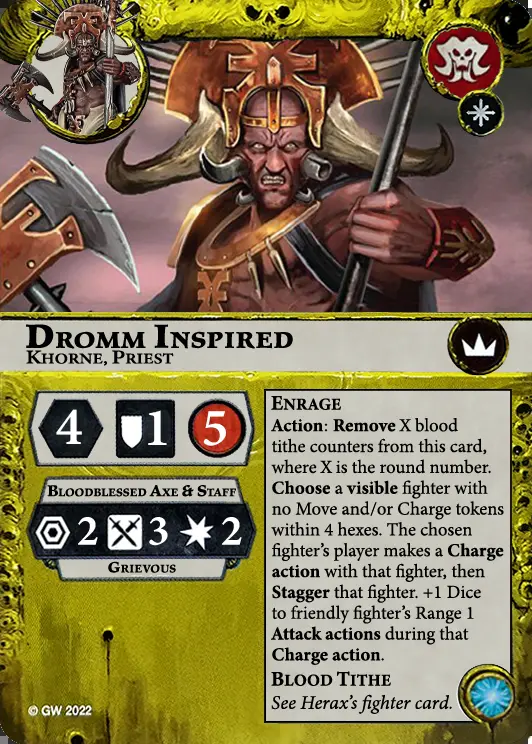 Dromm Inspired
Khorne, Priest
4 1 5
Bloodblessed Axe & Staff
2 3 2
Grievous
Enrage
Action: Remove X blood
tithe counters from this card,
where X is the round number.
Choose a visible fighter with
no Move and/or Charge tokens
within 4 hexes. The chosen
fighter's player makes a Charge
action with that fighter, then
Stagger that fighter. +1 Dice
to friendly fighter's Range 1
Attack actions during that
Charge action.
Blood Tithe
See Herax's fighter card.
© GW 2022